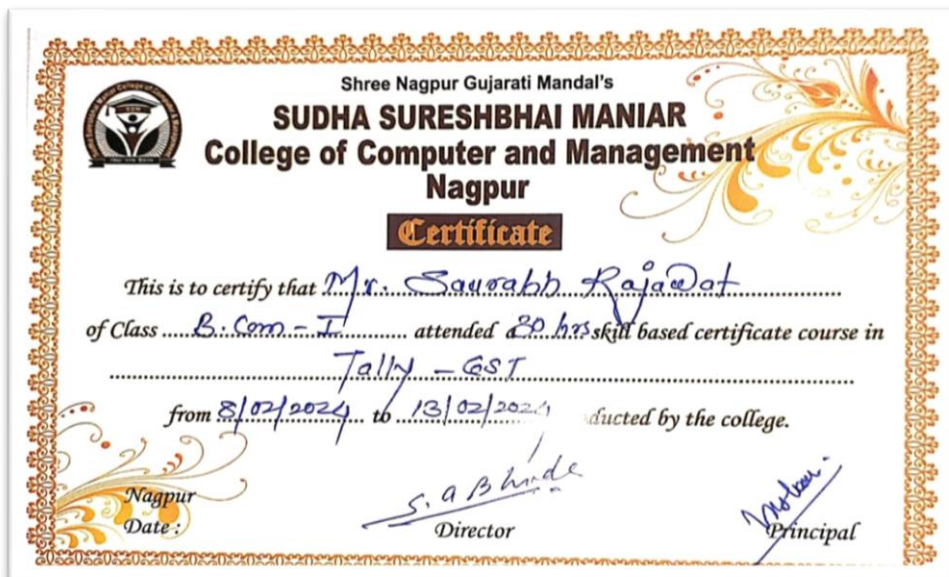 Shree Nagpur Gujarati Mandal's
SUDHA SURESHBHAI MANIAR
College of Computer and Management
Nagpur
Certificate
This is to certify that Mr. Saurabh Rajawat
of Class B.Com - I attended a 30 hrs skill based certificate course in
Tally - GST
from 8/02/2024 to 13/02/2024 ducted by the college.
S. a Bhide
Nagpur
Date :
Director
Principal